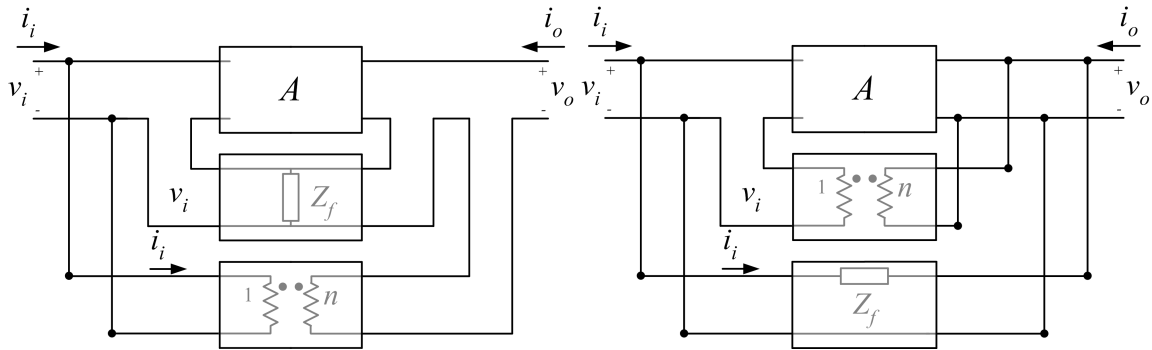 i_i i_o i_i i_o
+ + + +
v_i A v_o v_i A v_o
- - - -
v_i Z_f v_i 1 n
i_i i_i
1 n Z_f